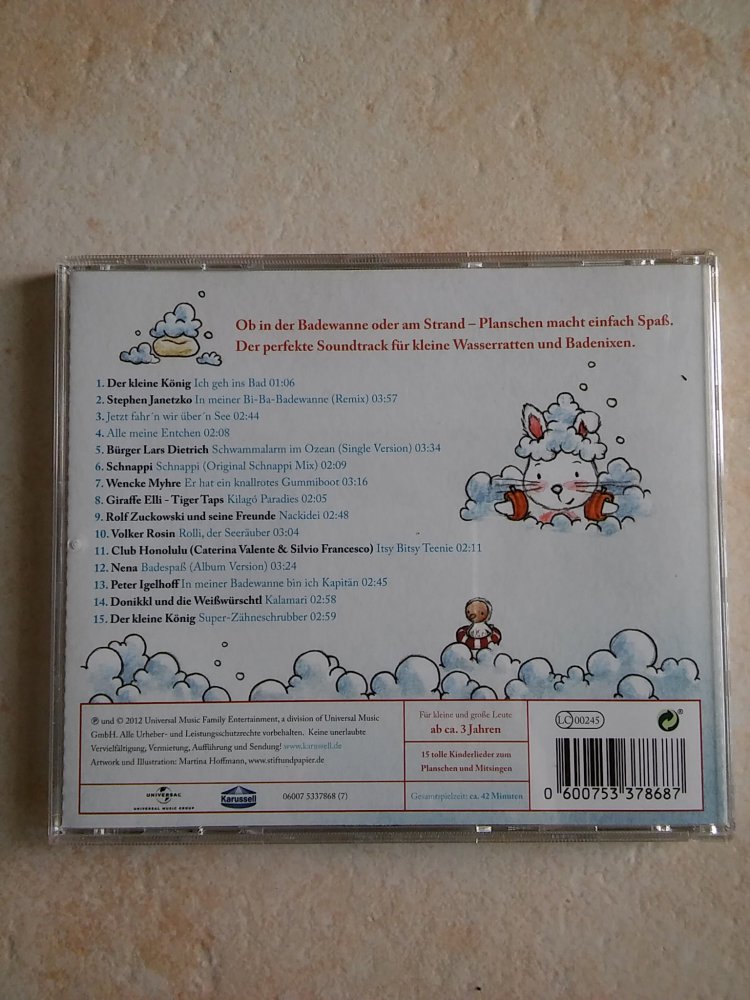 Ob in der Badewanne oder am Strand – Planschen macht einfach Spaß.
Der perfekte Soundtrack für kleine Wasserratten und Badenixen.
1. Der kleine König Ich geh ins Bad 01:06
2. Stephen Janetzko In meiner Bi-Ba-Badewanne (Remix) 03:57
3. Jetzt fahr´n wir über´n See 02:44
4. Alle meine Entchen 02:08
5. Bürger Lars Dietrich Schwammalarm im Ozean (Single Version) 03:34
6. Schnappi Schnappi (Original Schnappi Mix) 02:09
7. Wencke Myhre Er hat ein knallrotes Gummiboot 03:16
8. Giraffe Elli - Tiger Taps Kilagó Paradies 02:05
9. Rolf Zuckowski und seine Freunde Nackidei 02:48
10. Volker Rosin Rolli, der Seeräuber 03:04
11. Club Honolulu (Caterina Valente & Silvio Francesco) Itsy Bitsy Teenie 02:11
12. Nena Badespaß (Album Version) 03:24
13. Peter Igelhoff In meiner Badewanne bin ich Kapitän 02:45
14. Donikkl und die Weißwürschtl Kalamari 02:58
15. Der kleine König Super-Zähneschrubber 02:59
℗ und © 2012 Universal Music Family Entertainment, a division of Universal Music
GmbH. Alle Urheber- und Leistungsschutzrechte vorbehalten. Keine unerlaubte
Vervielfältigung, Vermietung, Aufführung und Sendung! www.karussell.de
Artwork und Illustration: Martina Hoffmann, www.stiftundpapier.de
UNIVERSAL
UNIVERSAL MUSIC GROUP
Karussell
06007 5337868 (7)
Für kleine und große Leute
ab ca. 3 Jahren
15 tolle Kinderlieder zum
Planschen und Mitsingen
Gesamtspielzeit: ca. 42 Minuten
LC 00245
®
0 600753 378687